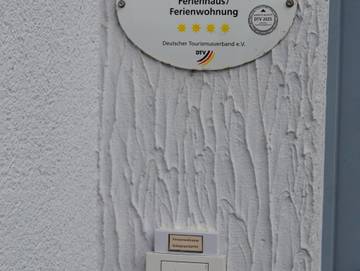 Ferienhaus/
Ferienwohnung
Deutscher Tourismusverband e.V.
DTV